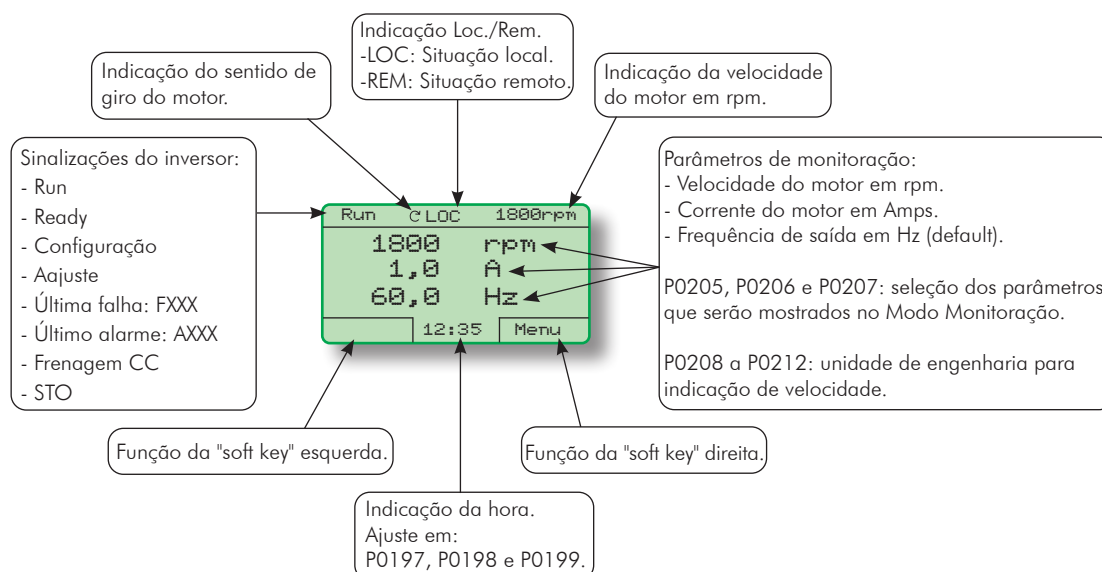 Indicação Loc./Rem.
-LOC: Situação local.
-REM: Situação remoto.
Indicação do sentido de
giro do motor.
Indicação da velocidade
do motor em rpm.
Sinalizações do inversor:
- Run
- Ready
- Configuração
- Aajuste
- Última falha: FXXX
- Último alarme: AXXX
- Frenagem CC
- STO
Run LOC 1800rpm
1800 rpm
1,0 A
60,0 Hz
12:35 Menu
Parâmetros de monitoração:
- Velocidade do motor em rpm.
- Corrente do motor em Amps.
- Frequência de saída em Hz (default).
P0205, P0206 e P0207: seleção dos parâmetros
que serão mostrados no Modo Monitoração.
P0208 a P0212: unidade de engenharia para
indicação de velocidade.
Função da "soft key" esquerda.
Função da "soft key" direita.
Indicação da hora.
Ajuste em:
P0197, P0198 e P0199.